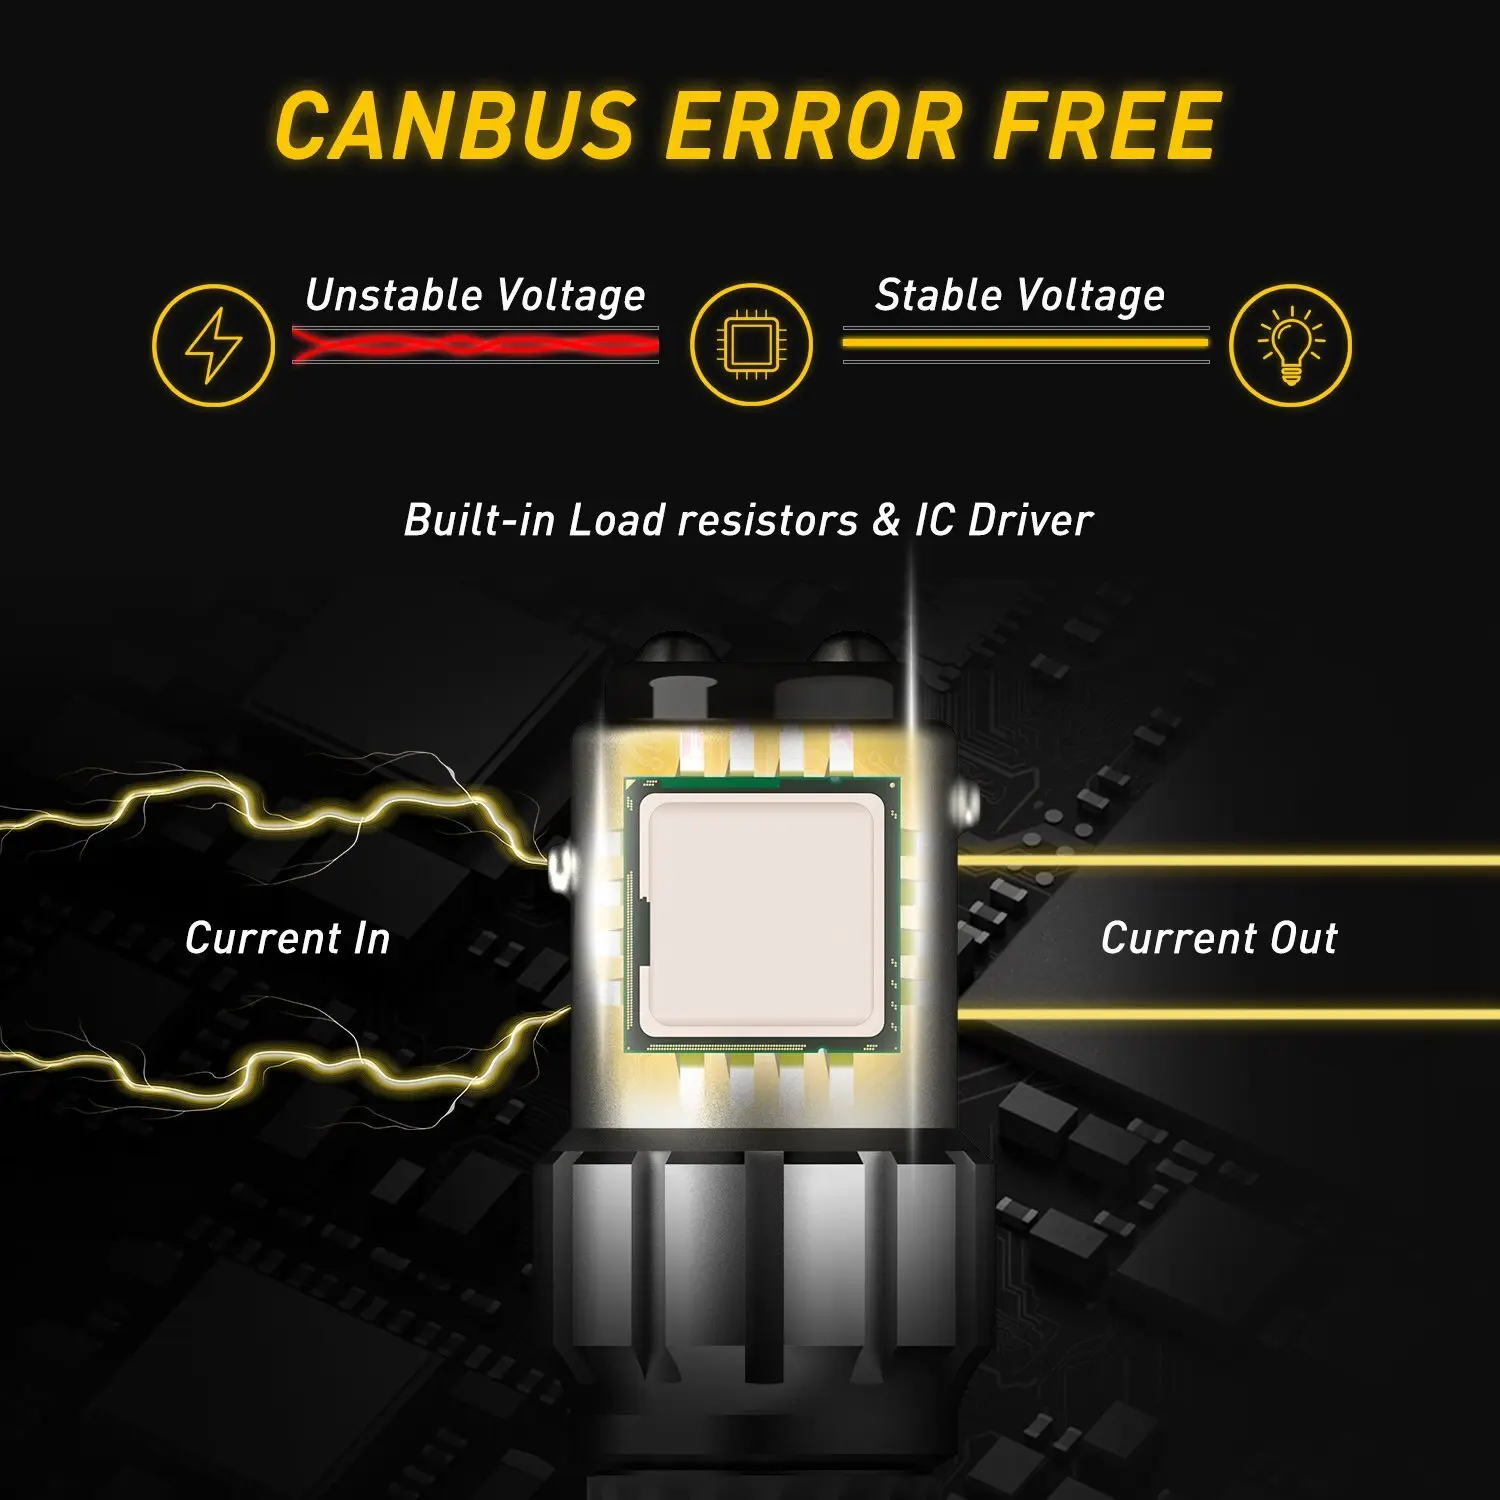 CANBUS ERROR FREE
Unstable Voltage
Stable Voltage
Built-in Load resistors & IC Driver
Current In
Current Out